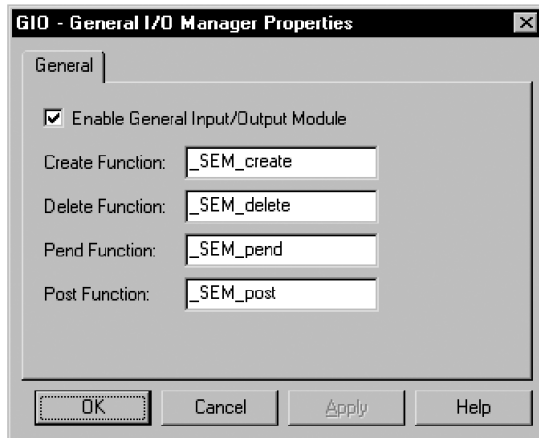 GIO - General I/O Manager Properties
General
Enable General Input/Output Module
Create Function: _SEM_create
Delete Function: _SEM_delete
Pend Function: _SEM_pend
Post Function: _SEM_post
OK Cancel Apply Help